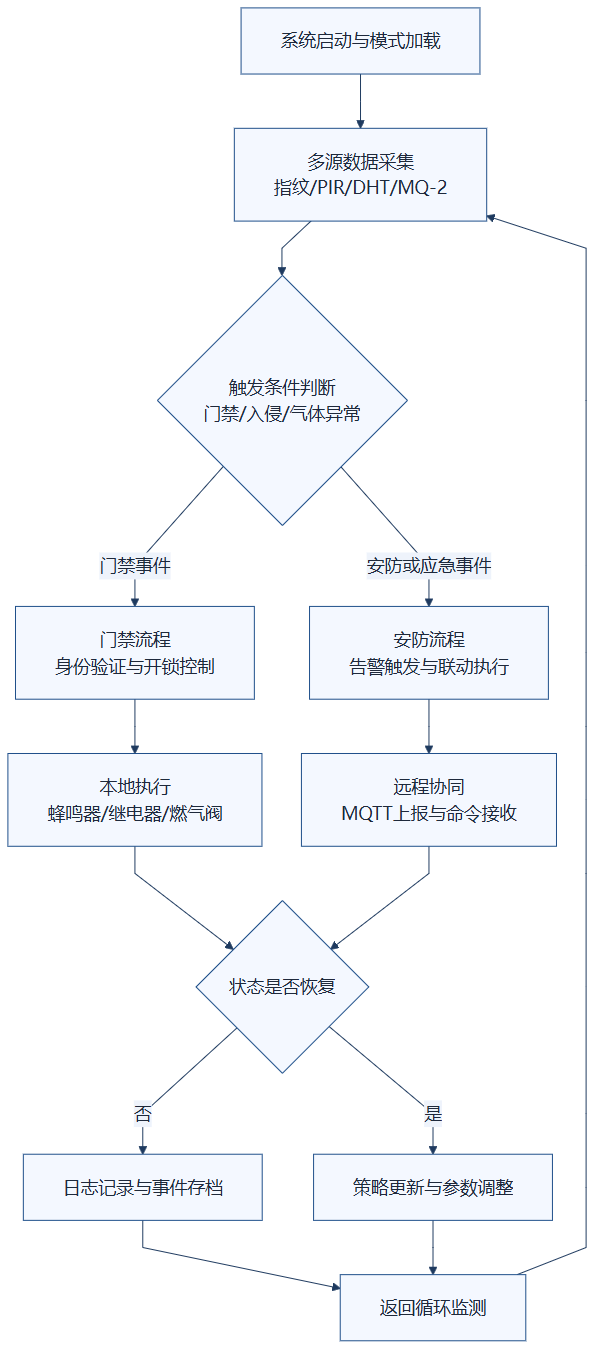 系统启动与模式加载
多源数据采集
指纹/PIR/DHT/MQ-2
触发条件判断
门禁/入侵/气体异常
门禁事件
安防或应急事件
门禁流程
身份验证与开锁控制
安防流程
告警触发与联动执行
本地执行
蜂鸣器/继电器/燃气阀
远程协同
MQTT上报与命令接收
状态是否恢复
否
是
日志记录与事件存档
策略更新与参数调整
返回循环监测